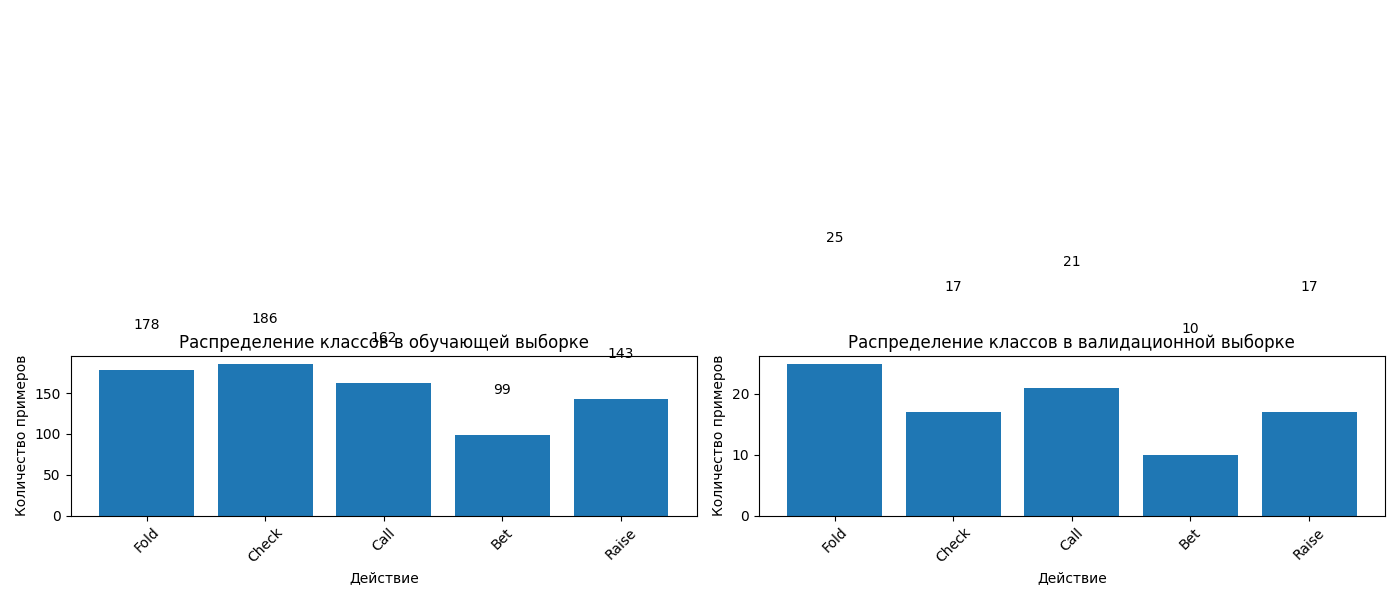 178
186
162
99
143
Распределение классов в обучающей выборке
Количество примеров
150
100
50
0
Fold
Check
Call
Bet
Raise
Действие
25
17
21
10
17
Распределение классов в валидационной выборке
Количество примеров
20
10
0
Fold
Check
Call
Bet
Raise
Действие